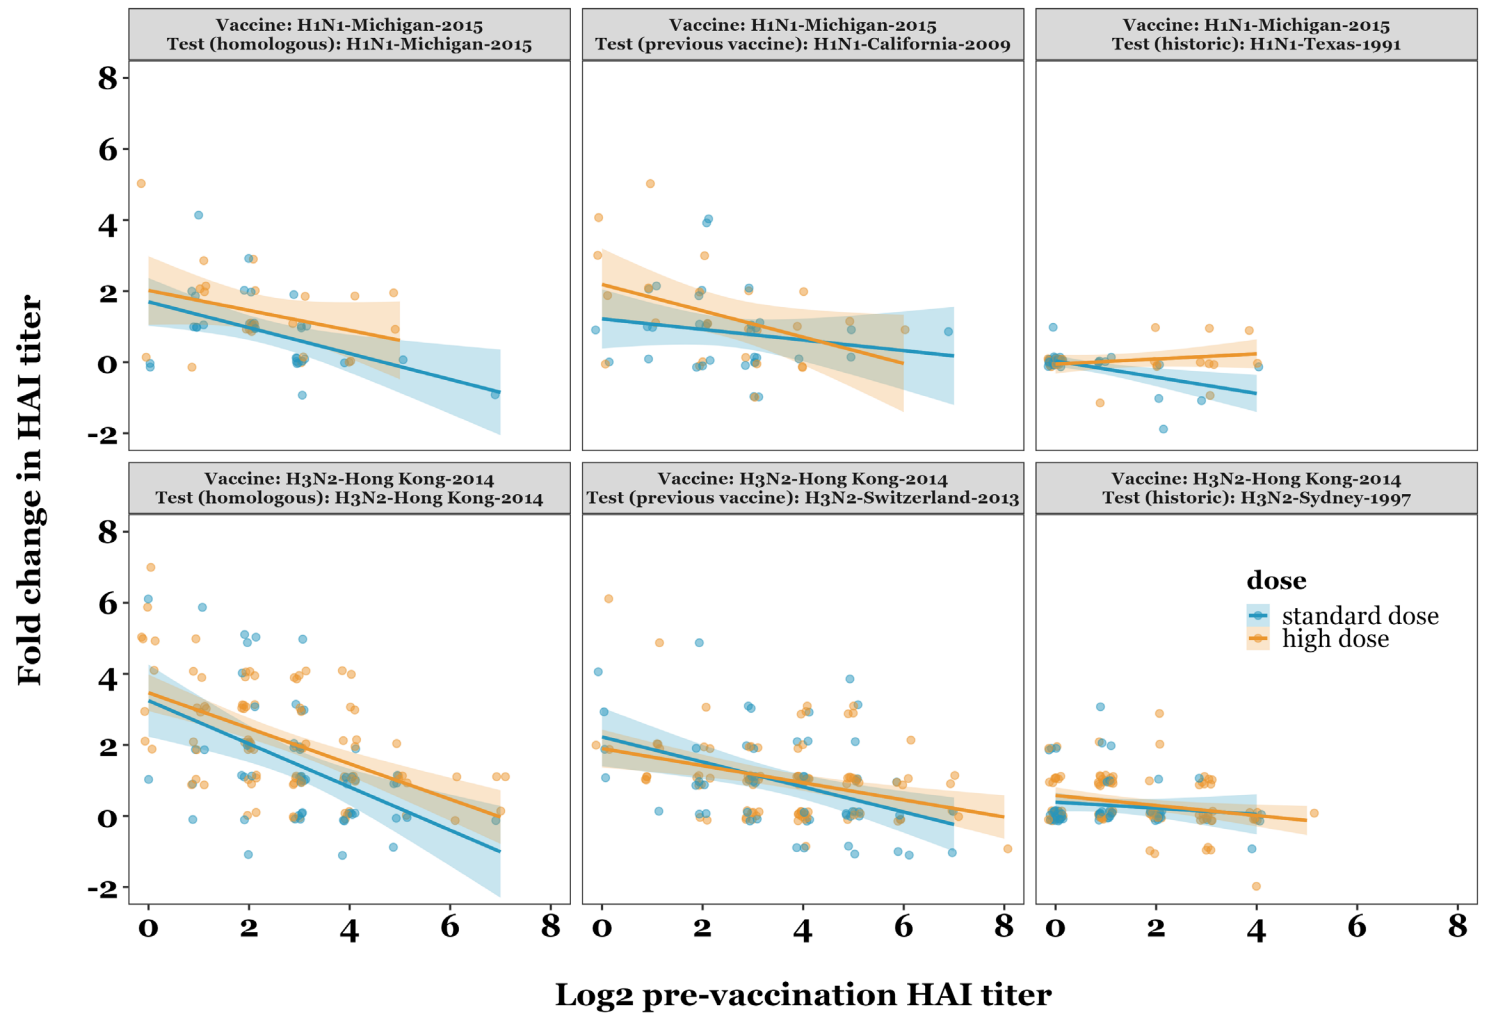 Vaccine: H1N1-Michigan-2015
Test (homologous): H1N1-Michigan-2015
Vaccine: H1N1-Michigan-2015
Test (previous vaccine): H1N1-California-2009
Vaccine: H1N1-Michigan-2015
Test (historic): H1N1-Texas-1991
8
6
4
2
0
-2
Vaccine: H3N2-Hong Kong-2014
Test (homologous): H3N2-Hong Kong-2014
Vaccine: H3N2-Hong Kong-2014
Test (previous vaccine): H3N2-Switzerland-2013
Vaccine: H3N2-Hong Kong-2014
Test (historic): H3N2-Sydney-1997
8
6
4
2
0
-2
dose
standard dose
high dose
0 2 4 6 8
0 2 4 6 8
0 2 4 6 8
Fold change in HAI titer
Log2 pre-vaccination HAI titer